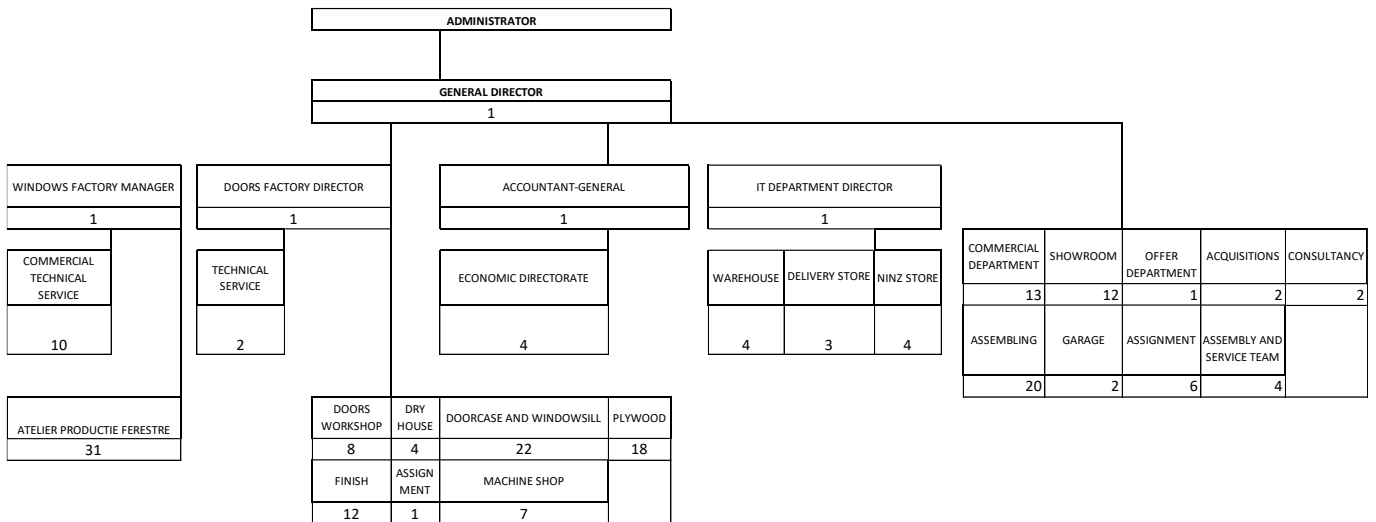 ADMINISTRATOR
GENERAL DIRECTOR
1
WINDOWS FACTORY MANAGER
1
DOORS FACTORY DIRECTOR
1
ACCOUNTANT-GENERAL
1
IT DEPARTMENT DIRECTOR
1
COMMERCIAL
TECHNICAL
SERVICE
10
TECHNICAL
SERVICE
2
ECONOMIC DIRECTORATE
4
WAREHOUSE
4
DELIVERY STORE
3
NINZ STORE
4
COMMERCIAL
DEPARTMENT
13
SHOWROOM
12
OFFER
DEPARTMENT
1
ACQUISITIONS
2
CONSULTANCY
2
ASSEMBLING
20
GARAGE
2
ASSIGNMENT
6
ASSEMBLY AND
SERVICE TEAM
4
ATELIER PRODUCTIE FERESTRE
31
DOORS
WORKSHOP
8
DRY
HOUSE
4
DOORCASE AND WINDOWSILL
22
PLYWOOD
18
FINISH
12
ASSIGN
MENT
1
MACHINE SHOP
7